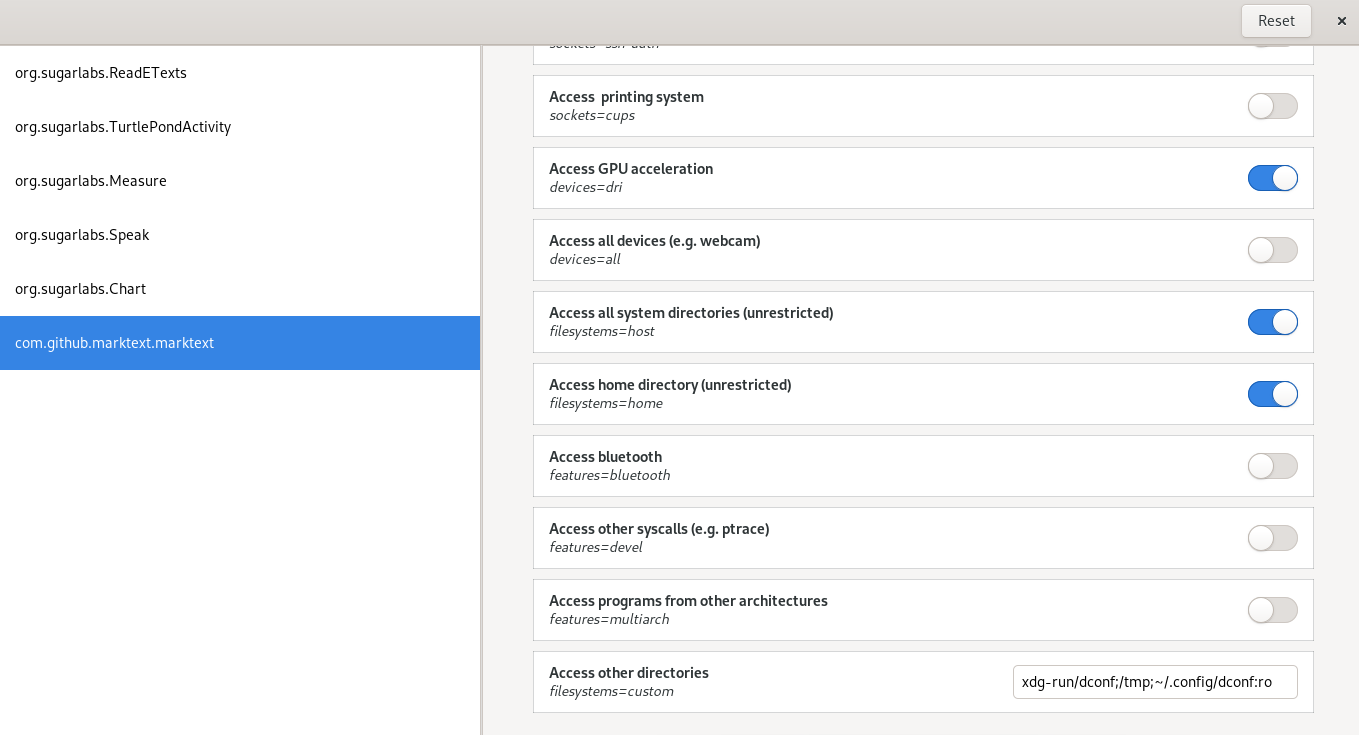 Reset
org.sugarlabs.ReadETexts
org.sugarlabs.TurtlePondActivity
org.sugarlabs.Measure
org.sugarlabs.Speak
org.sugarlabs.Chart
com.github.marktext.marktext
Access  printing system
sockets=cups
Access GPU acceleration
devices=dri
Access all devices (e.g. webcam)
devices=all
Access all system directories (unrestricted)
filesystems=host
Access home directory (unrestricted)
filesystems=home
Access bluetooth
features=bluetooth
Access other syscalls (e.g. ptrace)
features=devel
Access programs from other architectures
features=multiarch
Access other directories
filesystems=custom
xdg-run/dconf;/tmp;~/.config/dconf:ro